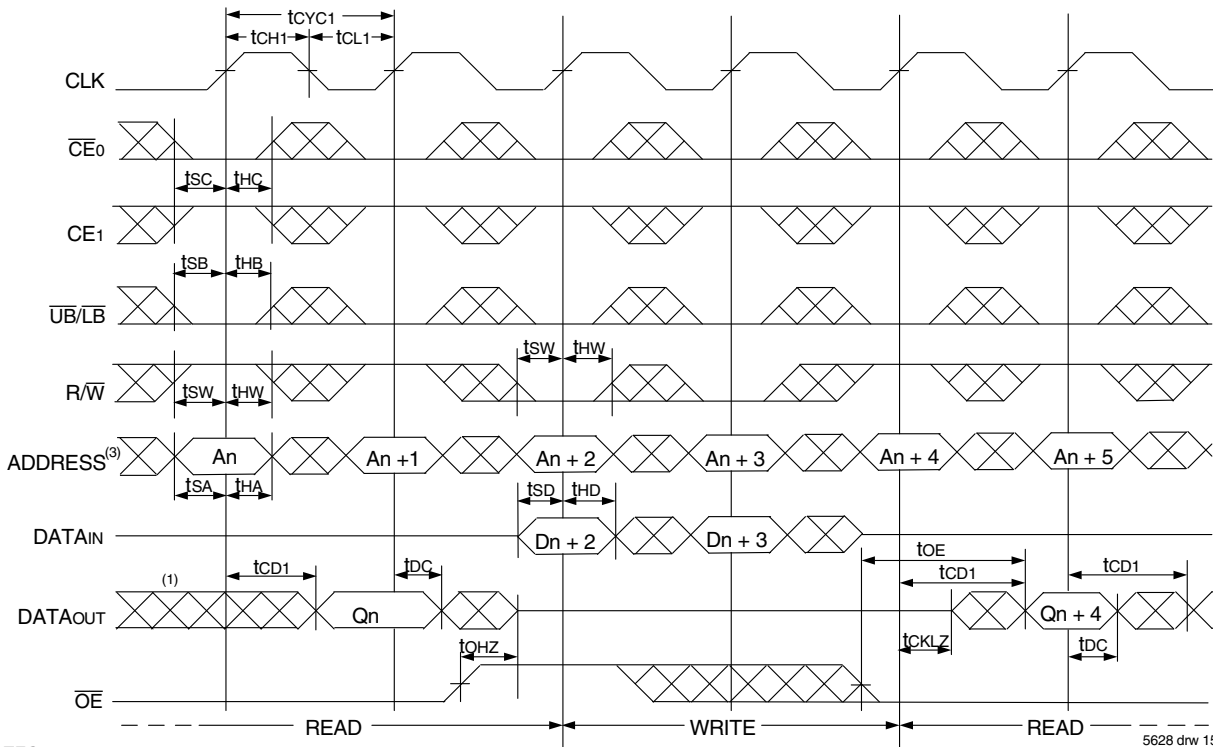 tCYC1
tCH1 tCL1
CLK
CE0
tSC tHC
CE1
tSB tHB
UB/LB
tSW tHW
R/W
tSW tHW
ADDRESS(3) An An +1 An + 2 An + 3 An + 4 An + 5
tSA tHA tSD tHD
DATAIN Dn + 2 Dn + 3
tOE
tCD1 tDC tCD1 tCD1
(1)
DATAOUT Qn Qn + 4
tOHZ tCKLZ tDC
OE
READ WRITE READ
5628 drw 15